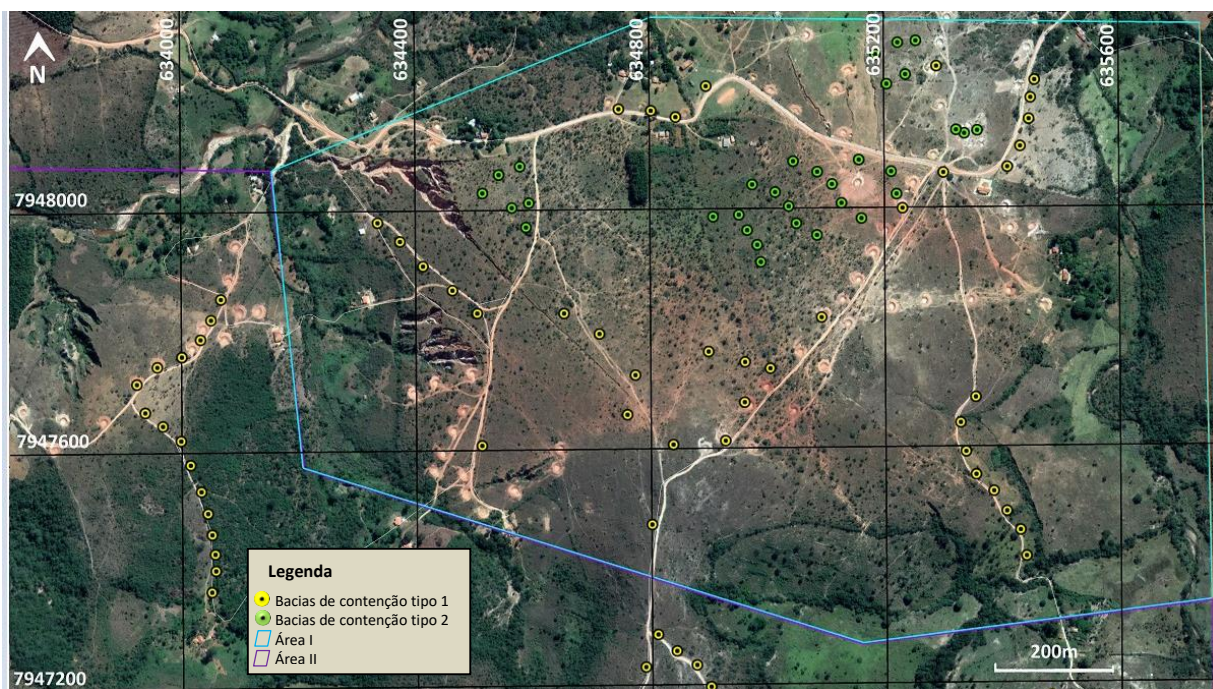 634000
634400
634800
635200
635600
N
7948000
7947600
Legenda
Bacias de contenção tipo 1
Bacias de contenção tipo 2
Área I
Área II
200m
7947200